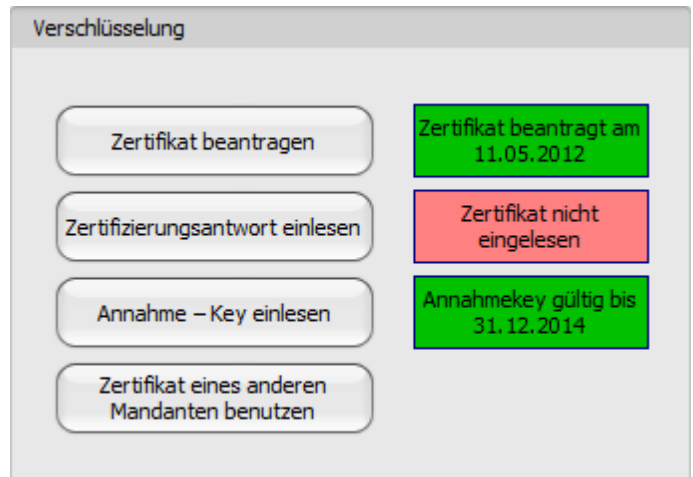 Verschlüsselung
Zertifikat beantragen
Zertifikat beantragt am
11.05.2012
Zertifizierungsantwort einlesen
Zertifikat nicht
eingelesen
Annahme – Key einlesen
Annahmekey gültig bis
31.12.2014
Zertifikat eines anderen
Mandanten benutzen